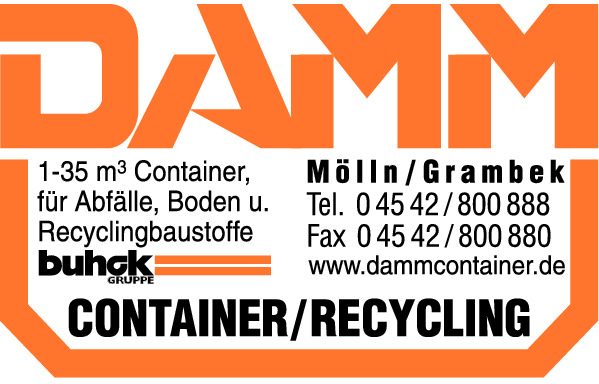 DAMM
1-35 m³ Container,
für Abfälle, Boden u.
Recyclingbaustoffe
buhck
GRUPPE
Mölln/Grambek
Tel. 0 45 42 / 800 888
Fax 0 45 42 / 800 880
www.dammcontainer.de
CONTAINER/RECYCLING